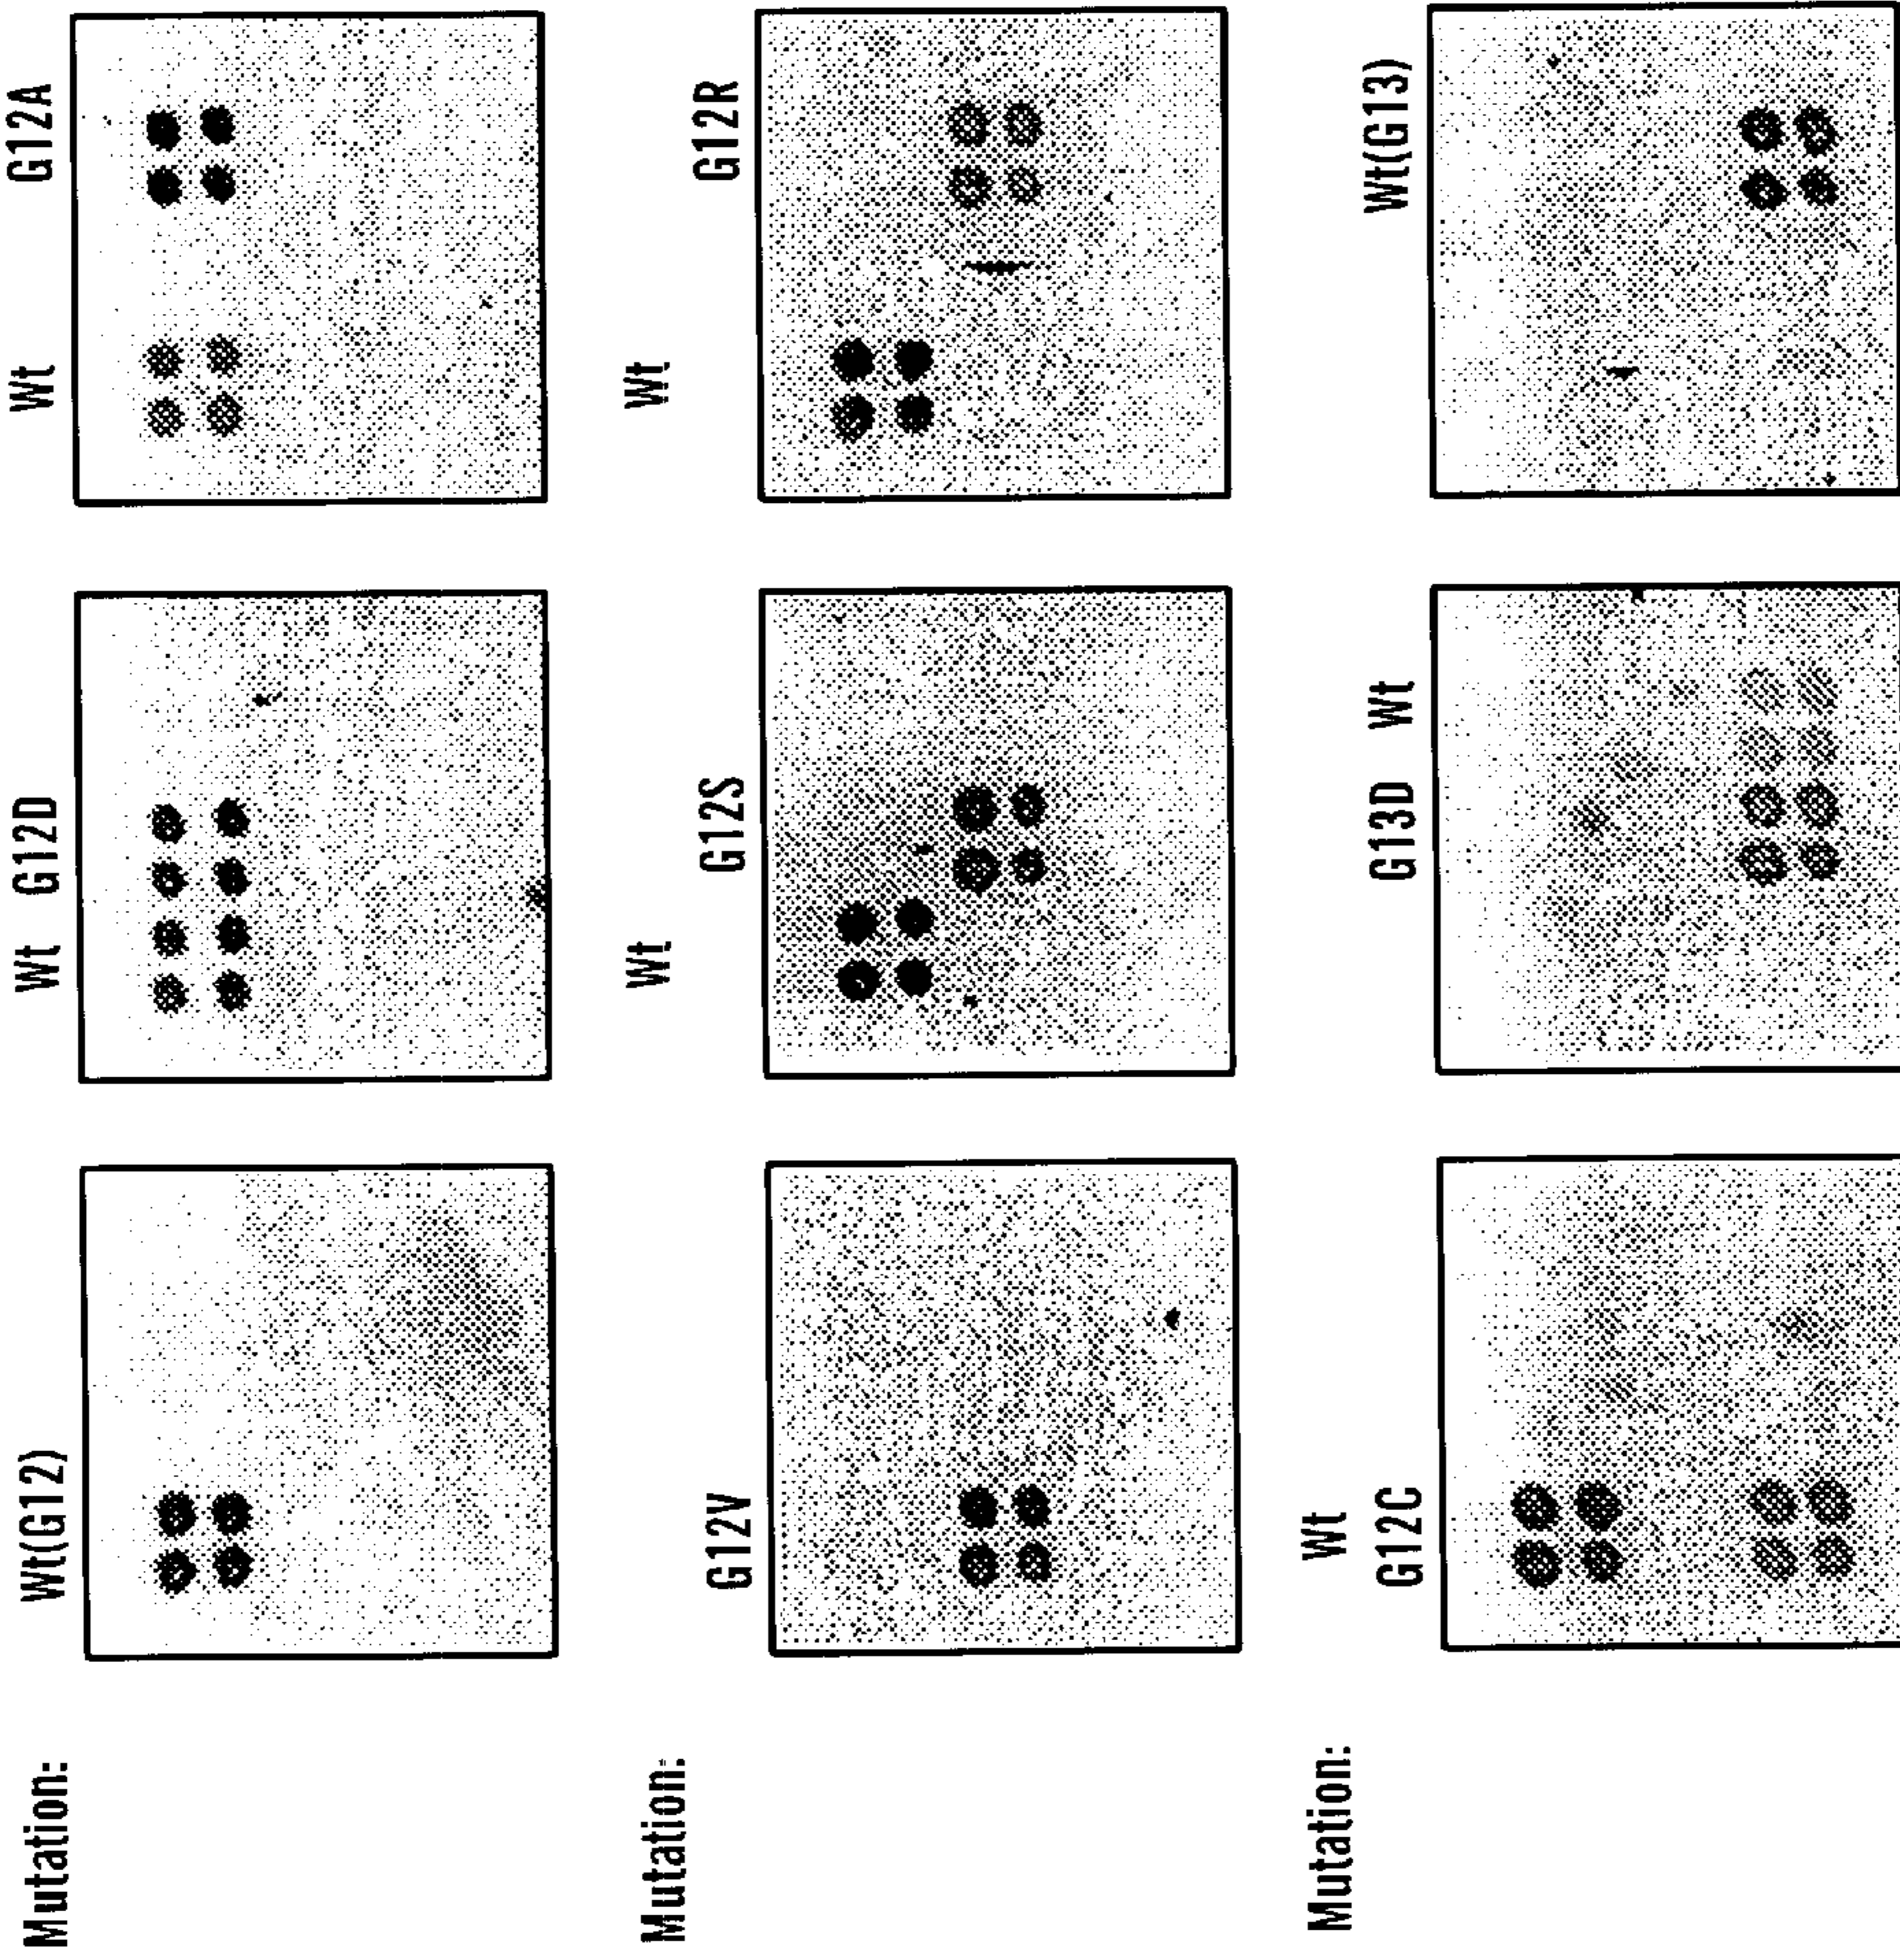 Mutation: Wt(G12) Wt G12D Wt G12A
Mutation: Wt Wt
G12V G12S G12R
Mutation: Wt
G12C G13D Wt Wt(G13)